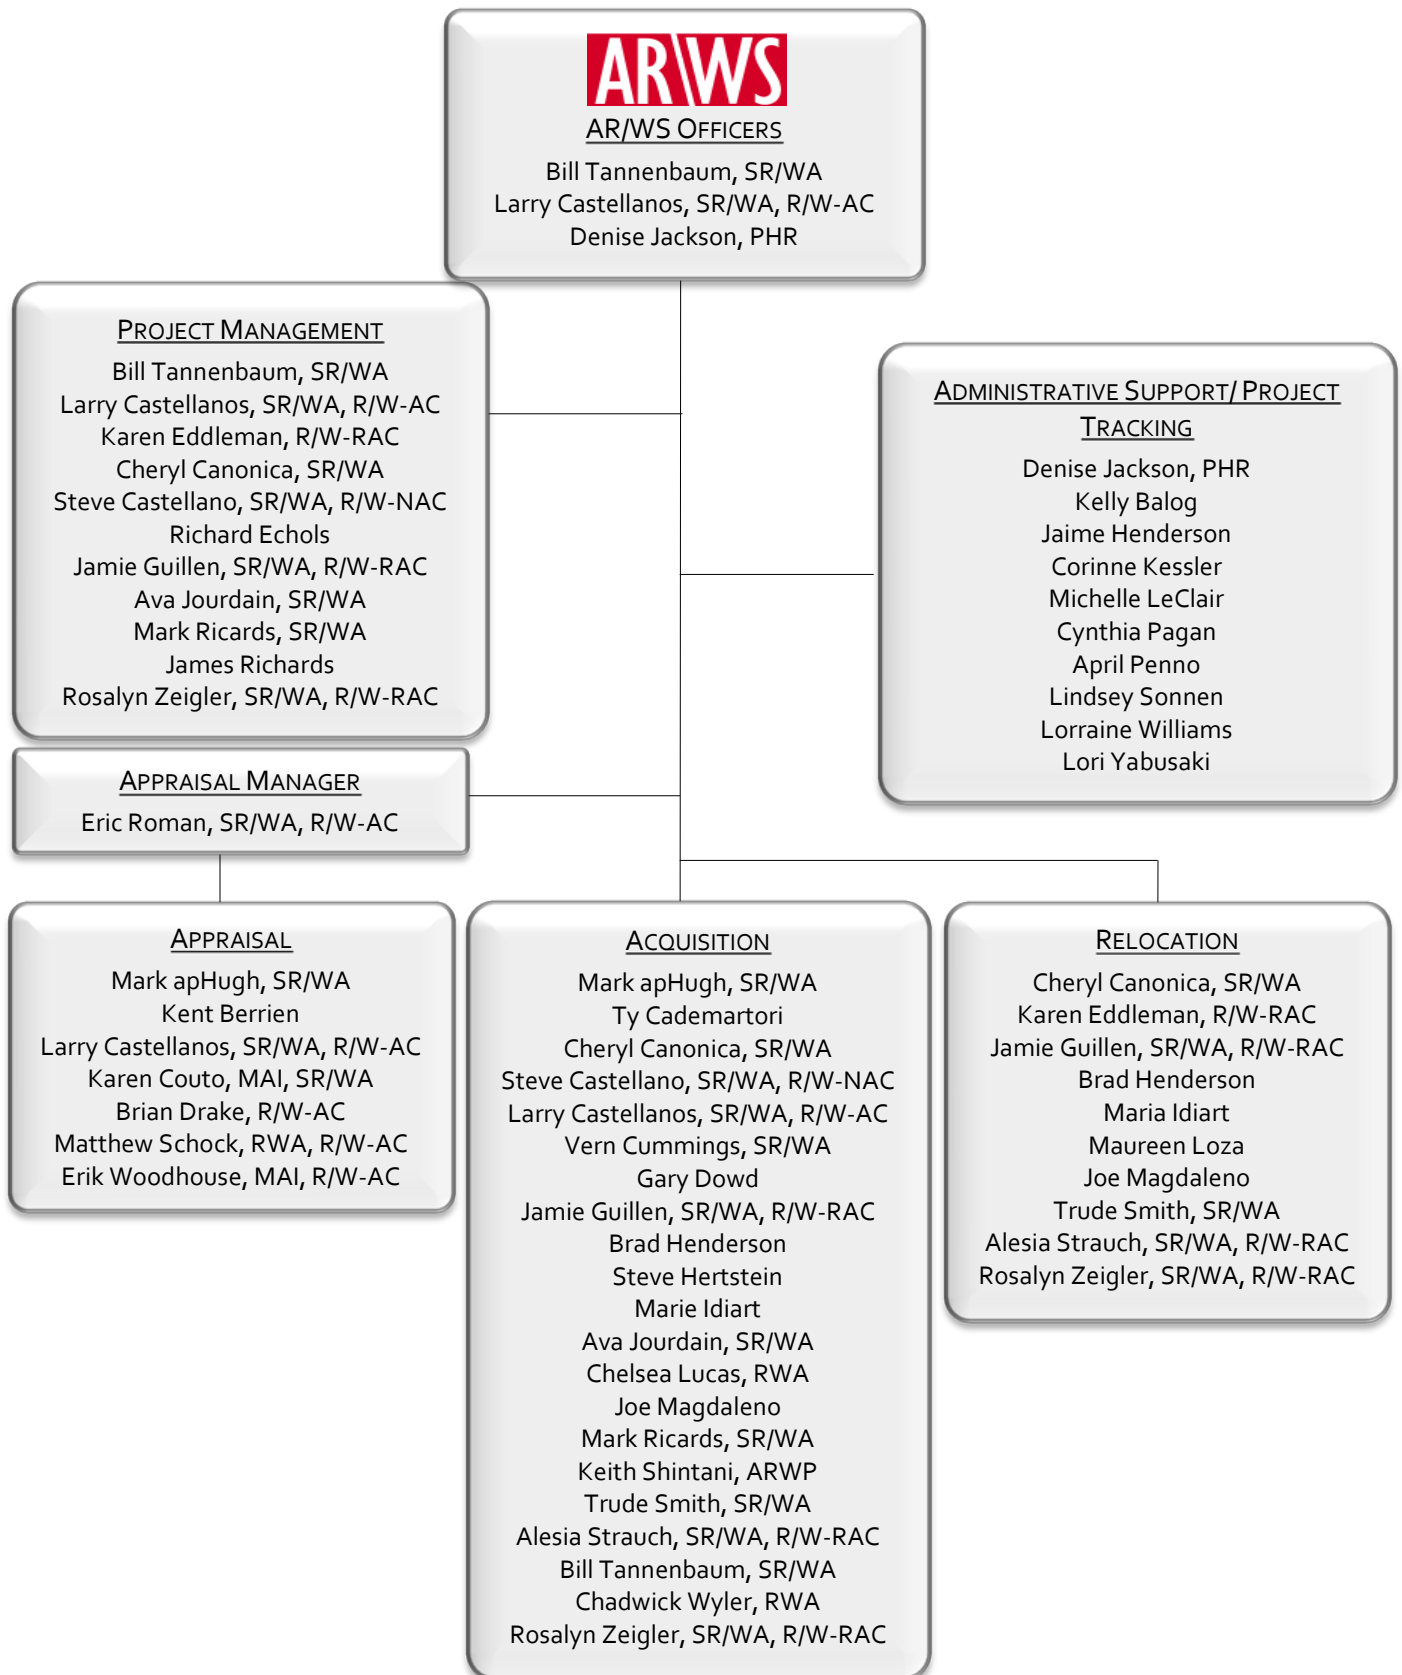 AR\WS
AR/WS OFFICERS
Bill Tannenbaum, SR/WA
Larry Castellanos, SR/WA, R/W-AC
Denise Jackson, PHR
PROJECT MANAGEMENT
Bill Tannenbaum, SR/WA
Larry Castellanos, SR/WA, R/W-AC
Karen Eddleman, R/W-RAC
Cheryl Canonica, SR/WA
Steve Castellano, SR/WA, R/W-NAC
Richard Echols
Jamie Guillen, SR/WA, R/W-RAC
Ava Jourdain, SR/WA
Mark Ricards, SR/WA
James Richards
Rosalyn Zeigler, SR/WA, R/W-RAC
ADMINISTRATIVE SUPPORT/ PROJECT
TRACKING
Denise Jackson, PHR
Kelly Balog
Jaime Henderson
Corinne Kessler
Michelle LeClair
Cynthia Pagan
April Penno
Lindsey Sonnen
Lorraine Williams
Lori Yabusaki
APPRAISAL MANAGER
Eric Roman, SR/WA, R/W-AC
APPRAISAL
Mark apHugh, SR/WA
Kent Berrien
Larry Castellanos, SR/WA, R/W-AC
Karen Couto, MAI, SR/WA
Brian Drake, R/W-AC
Matthew Schock, RWA, R/W-AC
Erik Woodhouse, MAI, R/W-AC
ACQUISITION
Mark apHugh, SR/WA
Ty Cademartori
Cheryl Canonica, SR/WA
Steve Castellano, SR/WA, R/W-NAC
Larry Castellanos, SR/WA, R/W-AC
Vern Cummings, SR/WA
Gary Dowd
Jamie Guillen, SR/WA, R/W-RAC
Brad Henderson
Steve Hertstein
Marie Idiart
Ava Jourdain, SR/WA
Chelsea Lucas, RWA
Joe Magdaleno
Mark Ricards, SR/WA
Keith Shintani, ARWP
Trude Smith, SR/WA
Alesia Strauch, SR/WA, R/W-RAC
Bill Tannenbaum, SR/WA
Chadwick Wyler, RWA
Rosalyn Zeigler, SR/WA, R/W-RAC
RELOCATION
Cheryl Canonica, SR/WA
Karen Eddleman, R/W-RAC
Jamie Guillen, SR/WA, R/W-RAC
Brad Henderson
Maria Idiart
Maureen Loza
Joe Magdaleno
Trude Smith, SR/WA
Alesia Strauch, SR/WA, R/W-RAC
Rosalyn Zeigler, SR/WA, R/W-RAC